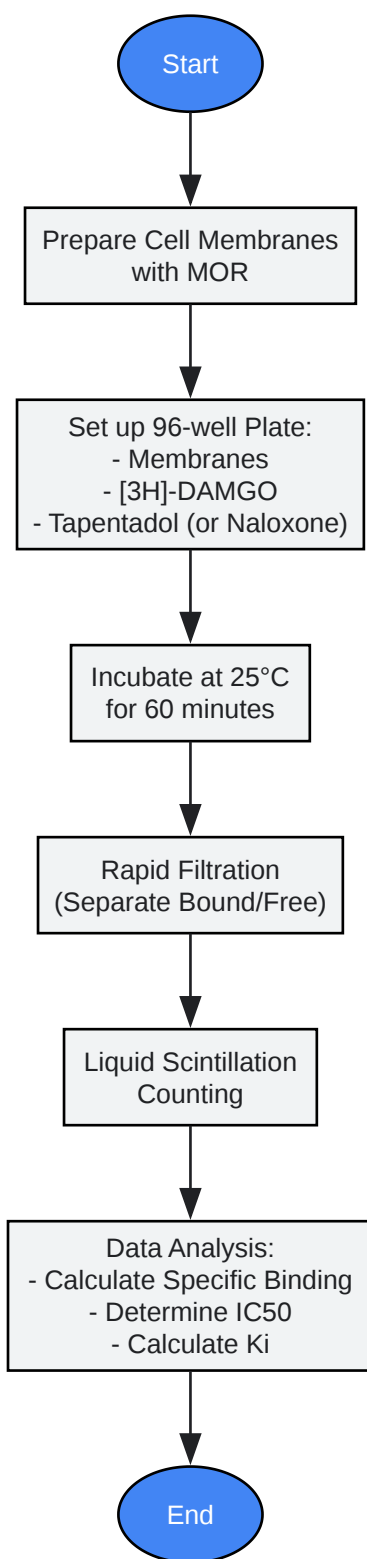 Start
Prepare Cell Membranes
with MOR
Set up 96-well Plate:
- Membranes
- [3H]-DAMGO
- Tapentadol (or Naloxone)
Incubate at 25°C
for 60 minutes
Rapid Filtration
(Separate Bound/Free)
Liquid Scintillation
Counting
Data Analysis:
- Calculate Specific Binding
- Determine IC50
- Calculate Ki
End